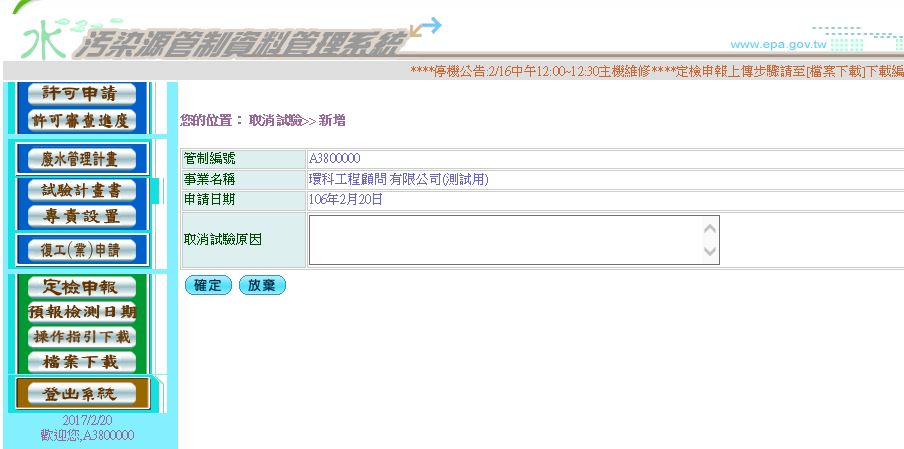 水 污染源管制資料管理系統
www.epa.gov.tw
****停機公告:2/16中午12:00~12:30主機維修****定檢申報上傳步驟請至[檔案下載]下載編
許可申請
許可審查進度
廢水管理計畫
試驗計畫書
專責設置
復工(業)申請
定檢申報
預報檢測日期
操作指引下載
檔案下載
登出系統
2017/2/20
歡迎您,A3800000
您的位置： 取消試驗>> 新增
管制編號 A3800000
事業名稱 環科工程顧問有限公司(測試用)
申請日期 106年2月20日
取消試驗原因
確定 放棄